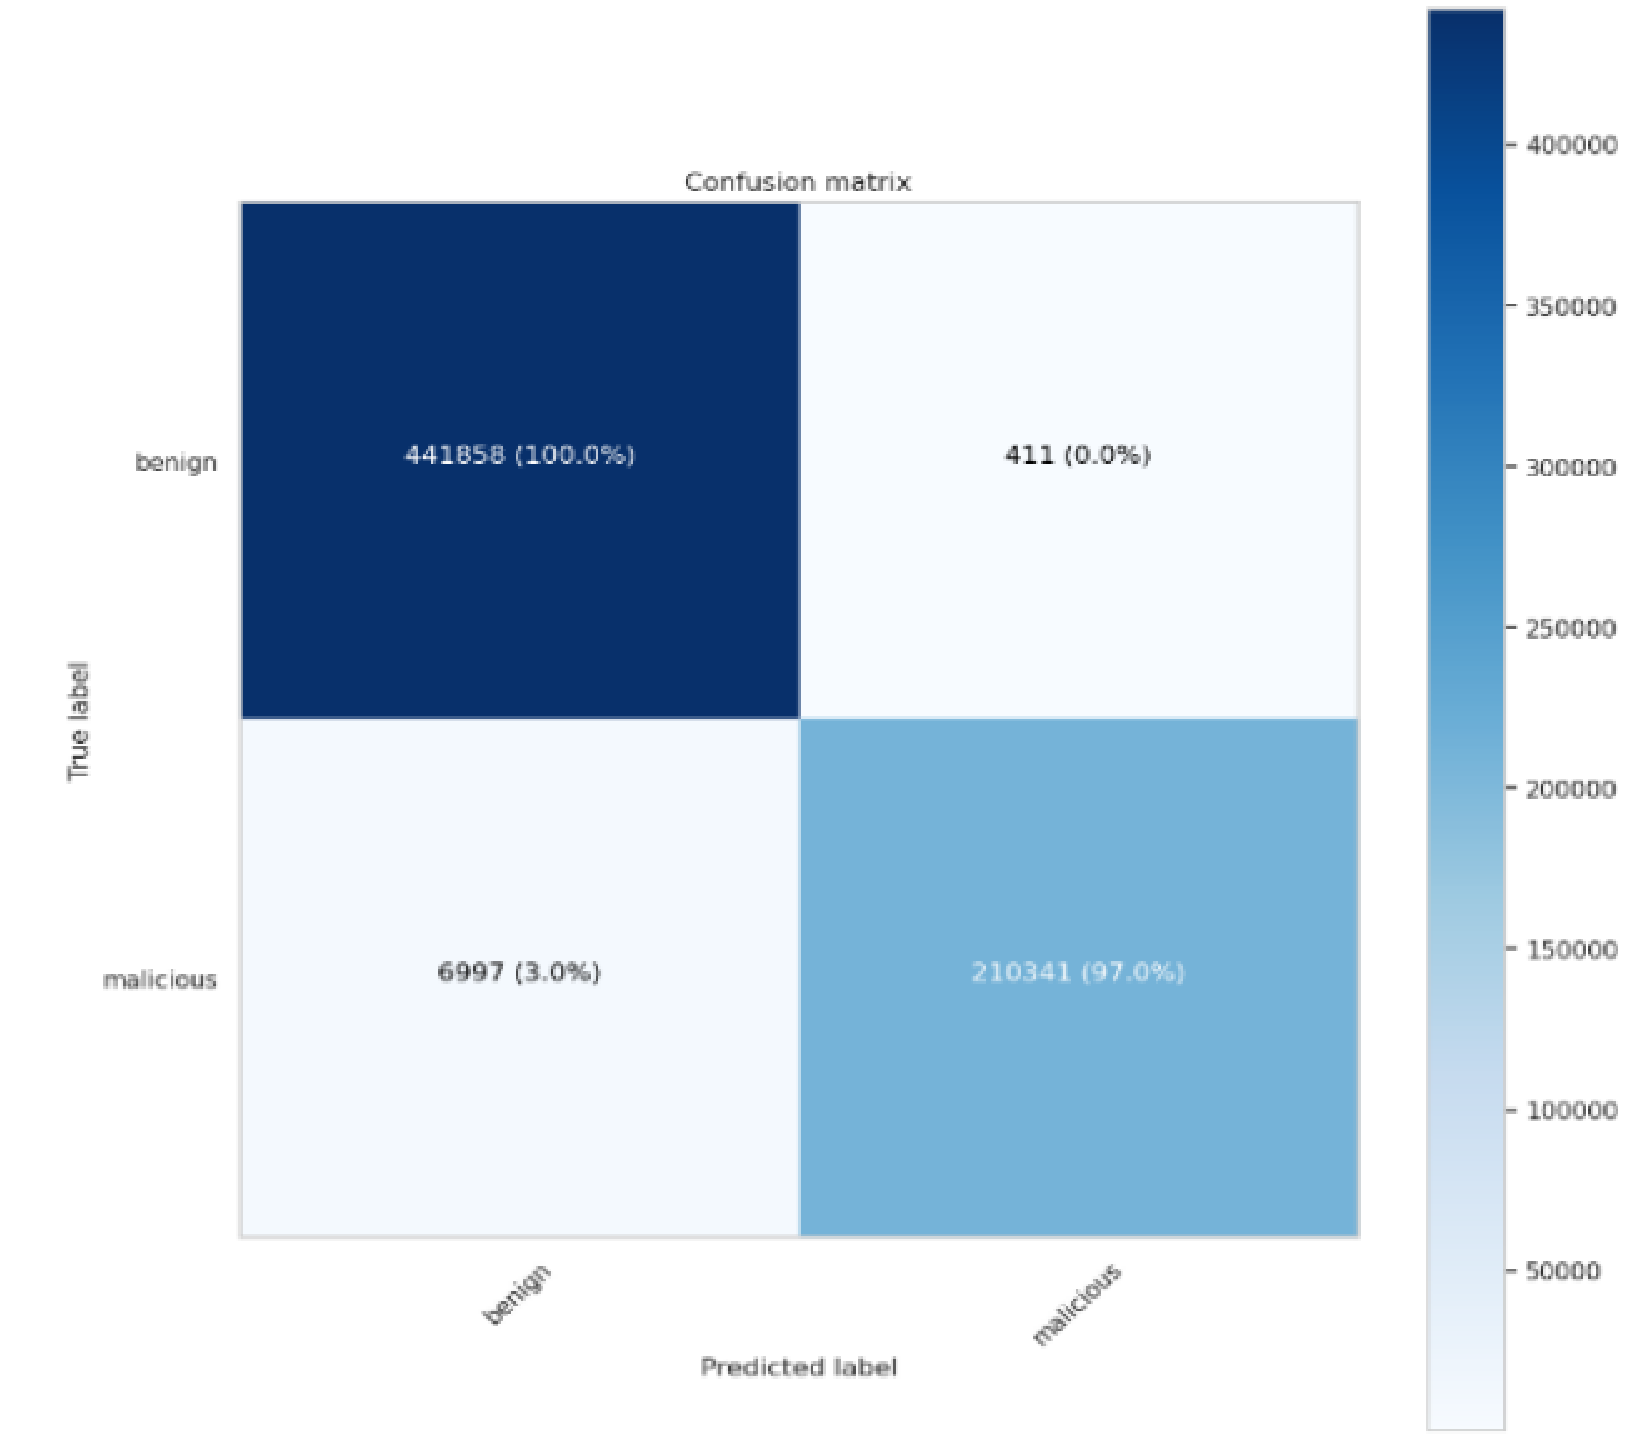 Confusion matrix
True label
benign
441858 (100.0%)
411 (0.0%)
malicious
6997 (3.0%)
210341 (97.0%)
benign
malicious
Predicted label
400000
350000
300000
250000
200000
150000
100000
50000